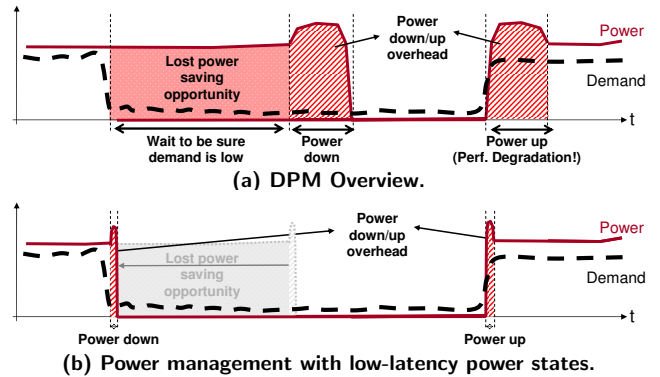 Power
Power
down/up
overhead
Lost power
saving
opportunity
Demand
t
Wait to be sure
demand is low
Power
down
Power up
(Perf. Degradation!)
(a) DPM Overview.
Power
down/up
overhead
Power
Lost power
saving
opportunity
Demand
t
Power down
Power up
(b) Power management with low-latency power states.